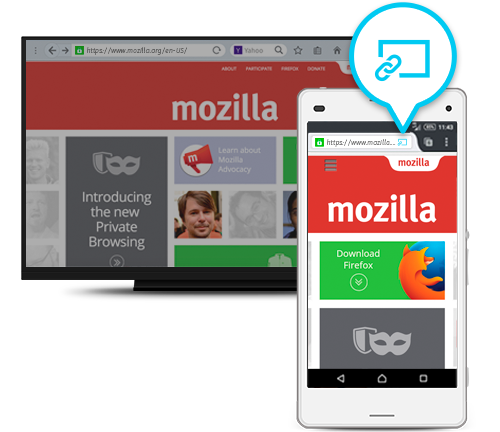 https://www.mozilla.org/en-US/
Yahoo
ABOUT PARTICIPATE FIREFOX DONATE
mozilla
Learn about
Mozilla
Advocacy
Introducing
the new
Private
Browsing
11:43
https://www.mozilla...
mozilla
mozilla
Download
Firefox